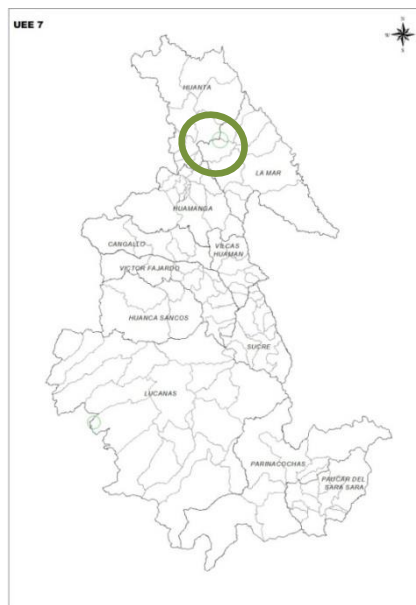 UEE 7
N
W
E
S
HUANTA
LA MAR
HUAMANGA
CANGALLO
VILCAS
HUAMAN
VICTOR FAJARDO
HUANCA SANCOS
SUCRE
LUCANAS
PARINACOCHAS
PAUCAR DEL
SARA SARA